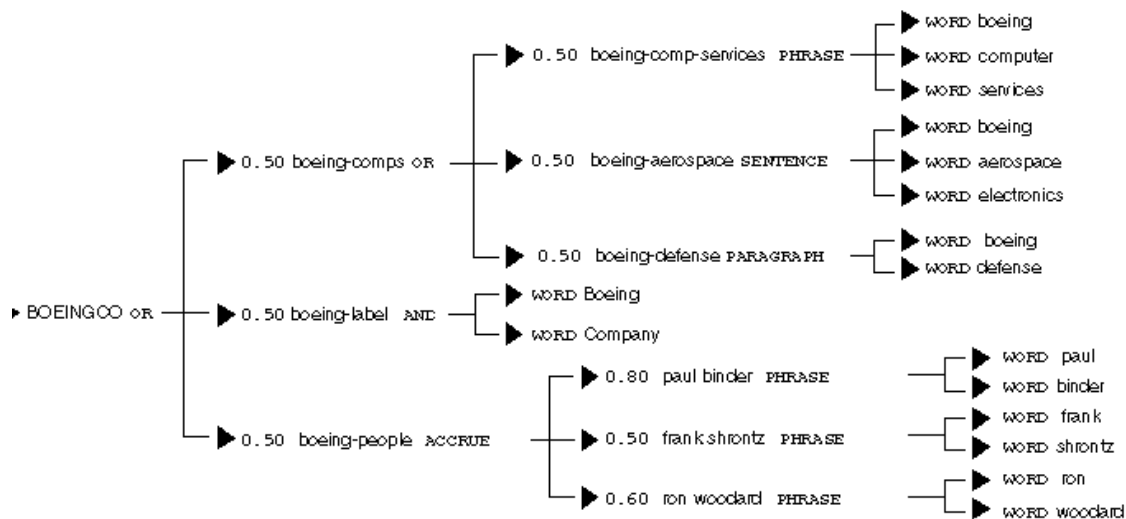 WORD boeing
0.50 boeing-comp-services PHRASE
WORD computer
WORD services
WORD boeing
0.50 boeing-comps OR
0.50 boeing-aerospace SENTENCE
WORD aerospace
WORD electronics
WORD boeing
0.50 boeing-defense PARAGRAPH
WORD defense
WORD Boeing
BOEINGCO OR
0.50 boeing-label AND
WORD Company
WORD paul
0.80 paul binder PHRASE
WORD binder
WORD frank
0.50 boeing-people ACCRUE
0.50 frank shrontz PHRASE
WORD shrontz
WORD ron
0.60 ron woodard PHRASE
WORD woodard